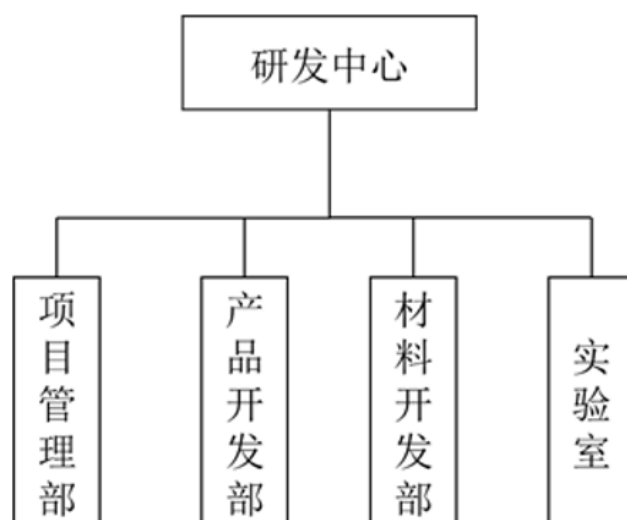 研发中心
项目管理部
产品开发部
材料开发部
实验室